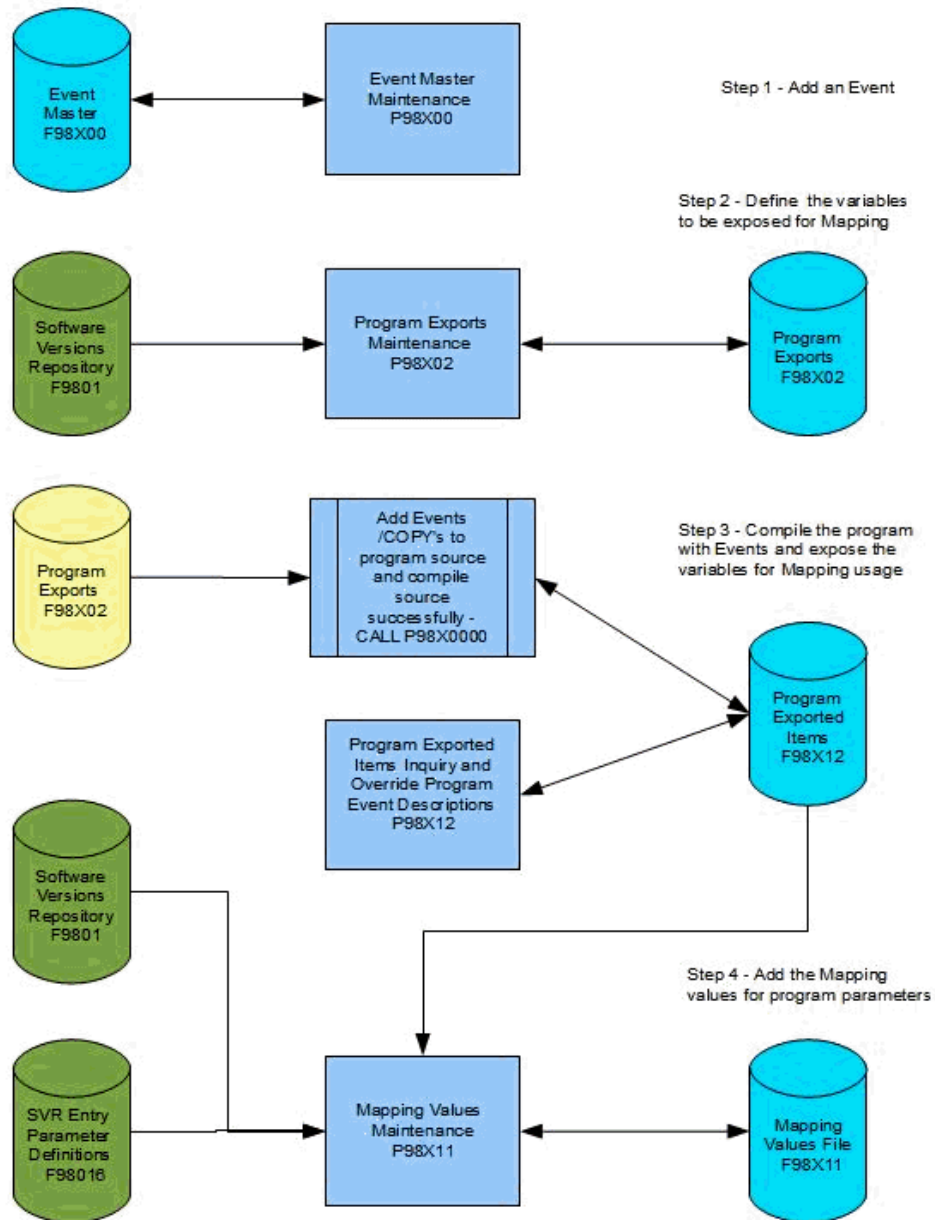 Event
Master
F98X00
Event Master
Maintenance
P98X00
Step 1 - Add an Event
Step 2 - Define the variables
to be exposed for Mapping
Software
Versions
Repository
F9801
Program Exports
Maintenance
P98X02
Program
Exports
F98X02
Program
Exports
F98X02
Add Events
/COPY's to
program source
and compile
source
successfully -
CALL P98X0000
Step 3 - Compile the program
with Events and expose the
variables for Mapping usage
Program
Exported
Items
F98X12
Program Exported
Items Inquiry and
Override Program
Event Descriptions
P98X12
Software
Versions
Repository
F9801
Step 4 - Add the Mapping
values for program parameters
SVR Entry
Parameter
Definitions
F98016
Mapping Values
Maintenance
P98X11
Mapping
Values File
F98X11